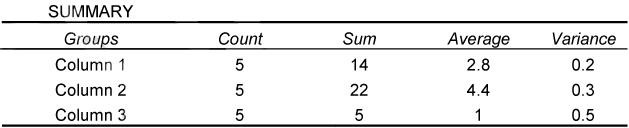 SUMMARY
Groups Count Sum Average Variance
Column 1 5 14 2.8 0.2
Column 2 5 22 4.4 0.3
Column 3 5 5 1 0.5